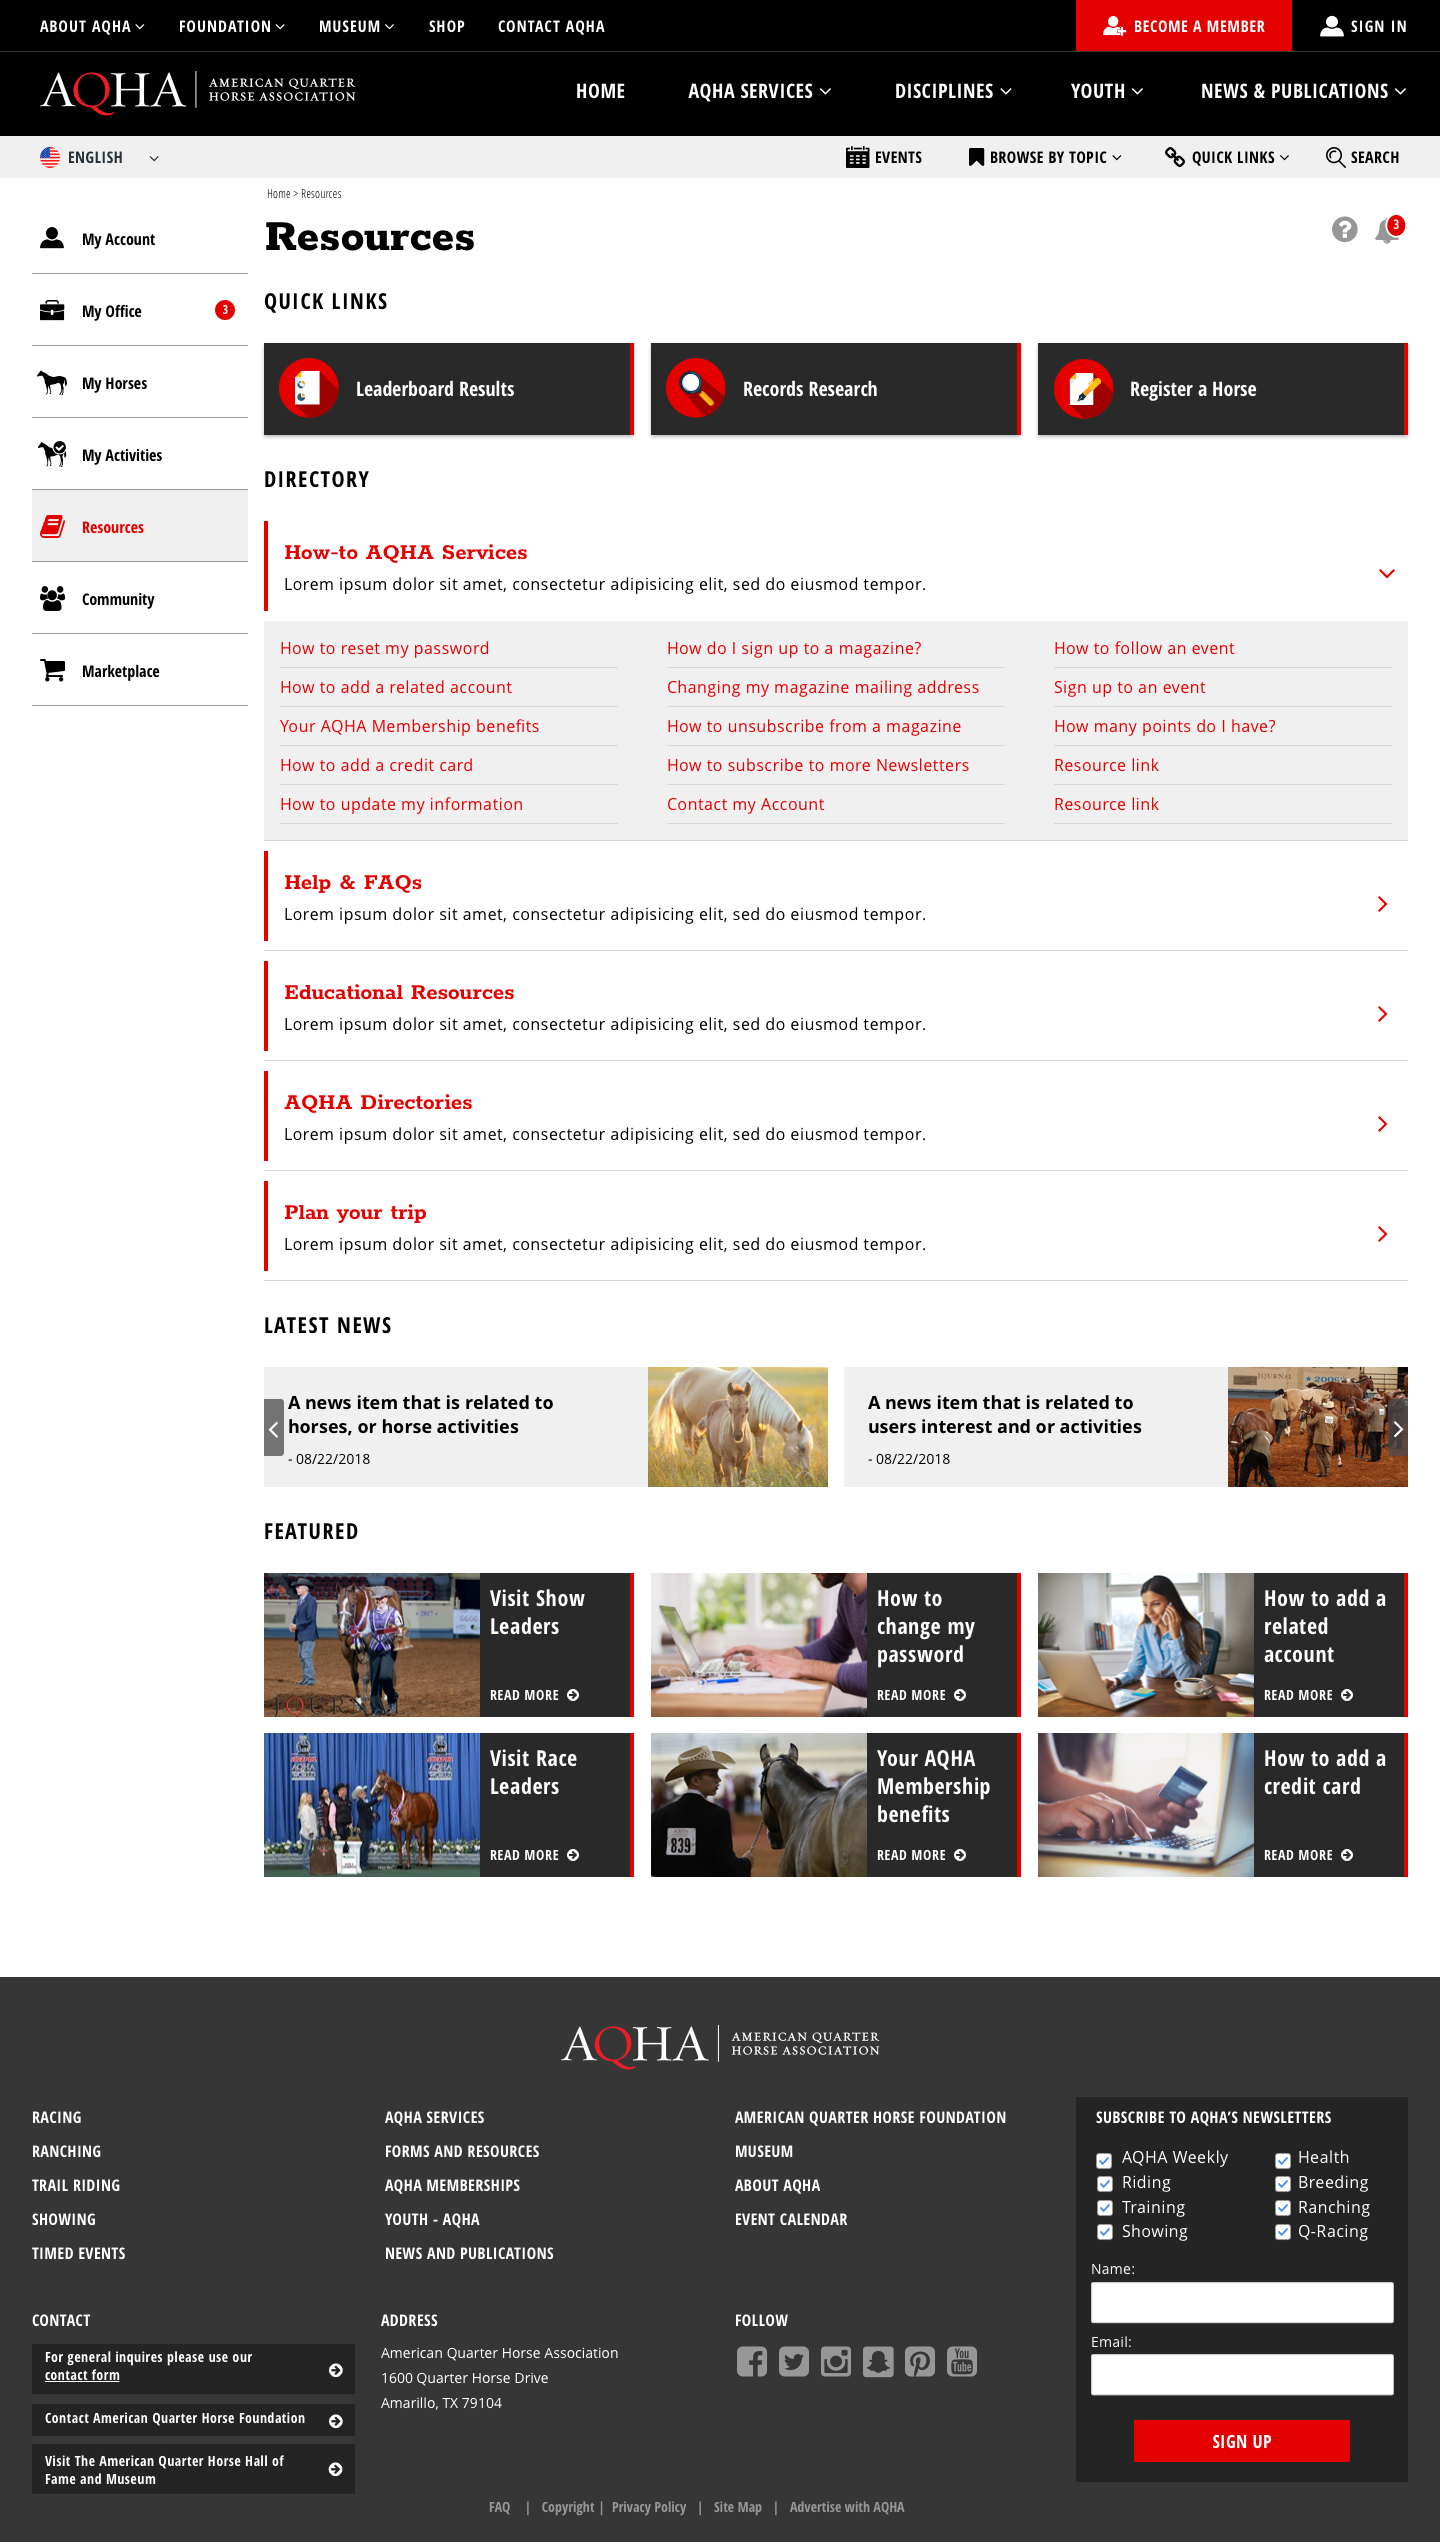 ABOUT AQHA FOUNDATION MUSEUM SHOP CONTACT AQHA BECOME A MEMBER SIGN IN
AQHA AMERICAN QUARTER
HORSE ASSOCIATION
HOME AQHA SERVICES DISCIPLINES YOUTH NEWS & PUBLICATIONS
ENGLISH EVENTS BROWSE BY TOPIC QUICK LINKS SEARCH
Home > Resources
Resources
? 3
My Account
My Office 3
My Horses
My Activities
Resources
Community
Marketplace
QUICK LINKS
Leaderboard Results
Records Research
Register a Horse
DIRECTORY
How-to AQHA Services
Lorem ipsum dolor sit amet, consectetur adipisicing elit, sed do eiusmod tempor.
How to reset my password How do I sign up to a magazine? How to follow an event
How to add a related account Changing my magazine mailing address Sign up to an event
Your AQHA Membership benefits How to unsubscribe from a magazine How many points do I have?
How to add a credit card How to subscribe to more Newsletters Resource link
How to update my information Contact my Account Resource link
Help & FAQs
Lorem ipsum dolor sit amet, consectetur adipisicing elit, sed do eiusmod tempor.
Educational Resources
Lorem ipsum dolor sit amet, consectetur adipisicing elit, sed do eiusmod tempor.
AQHA Directories
Lorem ipsum dolor sit amet, consectetur adipisicing elit, sed do eiusmod tempor.
Plan your trip
Lorem ipsum dolor sit amet, consectetur adipisicing elit, sed do eiusmod tempor.
LATEST NEWS
A news item that is related to
horses, or horse activities
- 08/22/2018
A news item that is related to
users interest and or activities
- 08/22/2018
JOURNAL
FEATURED
Visit Show
Leaders
READ MORE
JOURNAL
How to
change my
password
READ MORE
How to add a
related
account
READ MORE
Visit Race
Leaders
READ MORE
AQHA AQHA
839
Your AQHA
Membership
benefits
READ MORE
How to add a
credit card
READ MORE
AQHA AMERICAN QUARTER
HORSE ASSOCIATION
RACING
RANCHING
TRAIL RIDING
SHOWING
TIMED EVENTS
AQHA SERVICES
FORMS AND RESOURCES
AQHA MEMBERSHIPS
YOUTH - AQHA
NEWS AND PUBLICATIONS
AMERICAN QUARTER HORSE FOUNDATION
MUSEUM
ABOUT AQHA
EVENT CALENDAR
SUBSCRIBE TO AQHA'S NEWSLETTERS
AQHA Weekly Health
Riding Breeding
Training Ranching
Showing Q-Racing
Name:
Email:
SIGN UP
CONTACT
For general inquires please use our
contact form
Contact American Quarter Horse Foundation
Visit The American Quarter Horse Hall of
Fame and Museum
ADDRESS
American Quarter Horse Association
1600 Quarter Horse Drive
Amarillo, TX 79104
FOLLOW
You
Tube
FAQ | Copyright | Privacy Policy | Site Map | Advertise with AQHA